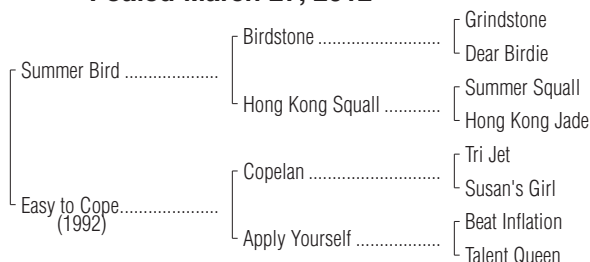 Grindstone
Birdstone ........................
Dear Birdie
Summer Bird ...................
Summer Squall
Hong Kong Squall ............
Hong Kong Jade
Tri Jet
Copelan ..........................
Susan's Girl
Easy to Cope....................
(1992)
Beat Inflation
Apply Yourself .................
Talent Queen